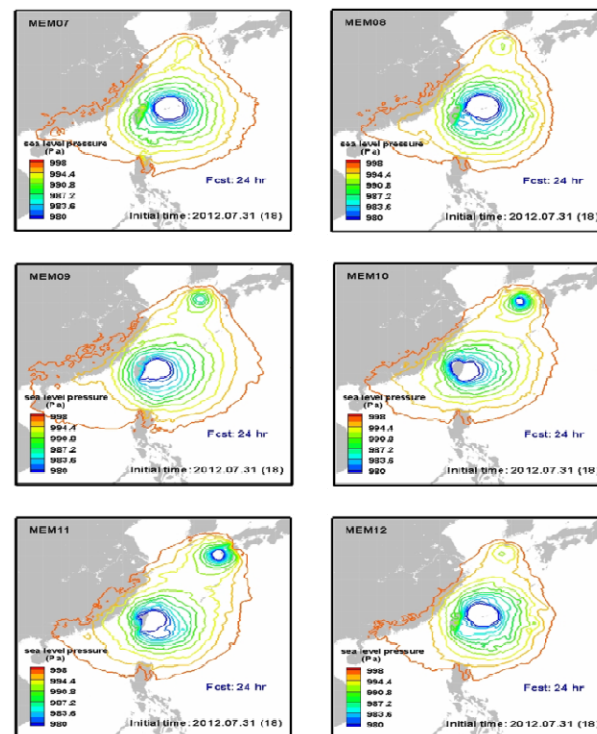 MEM07
sea level pressure
(Pa)
998
994.4
990.8
987.2
983.6
980
Fcst: 24 hr
Initial time: 2012.07.31 (18)
MEM08
sea level pressure
(Pa)
998
994.4
990.8
987.2
983.6
980
Fcst: 24 hr
Initial time: 2012.07.31 (18)
MEM09
sea level pressure
(Pa)
998
994.4
990.8
987.2
983.6
980
Fcst: 24 hr
Initial time: 2012.07.31 (18)
MEM10
sea level pressure
(Pa)
998
994.4
990.8
987.2
983.6
980
Fcst: 24 hr
Initial time: 2012.07.31 (18)
MEM11
sea level pressure
(Pa)
998
994.4
990.8
987.2
983.6
980
Fcst: 24 hr
Initial time: 2012.07.31 (18)
MEM12
sea level pressure
(Pa)
998
994.4
990.8
987.2
983.6
980
Fcst: 24 hr
Initial time: 2012.07.31 (18)